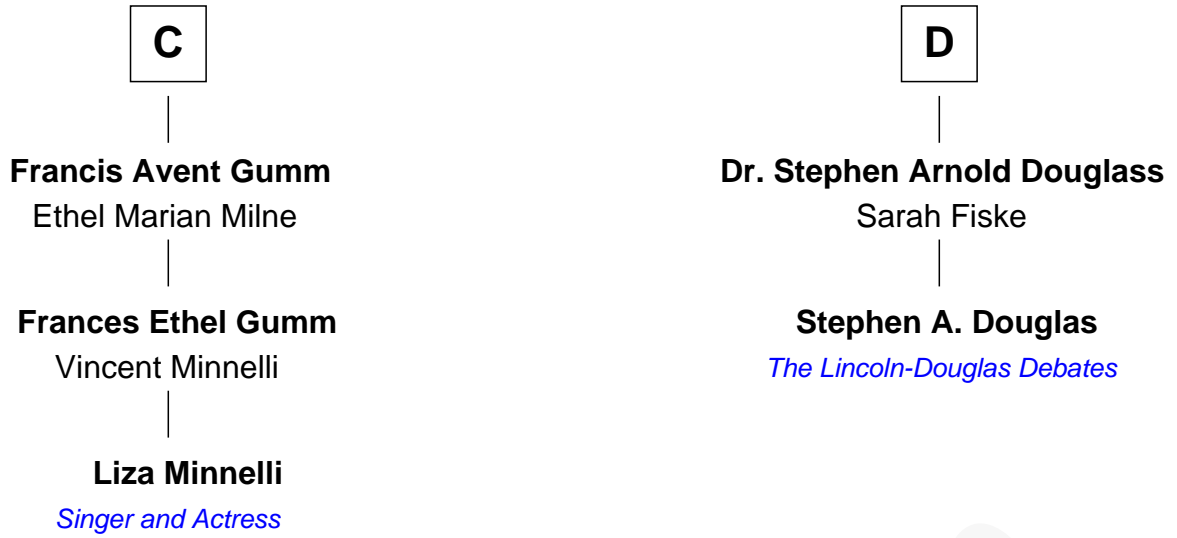 C
Francis Avent Gumm
Ethel Marian Milne
Frances Ethel Gumm
Vincent Minnelli
Liza Minnelli
Singer and Actress
D
Dr. Stephen Arnold Douglass
Sarah Fiske
Stephen A. Douglas
The Lincoln-Douglas Debates